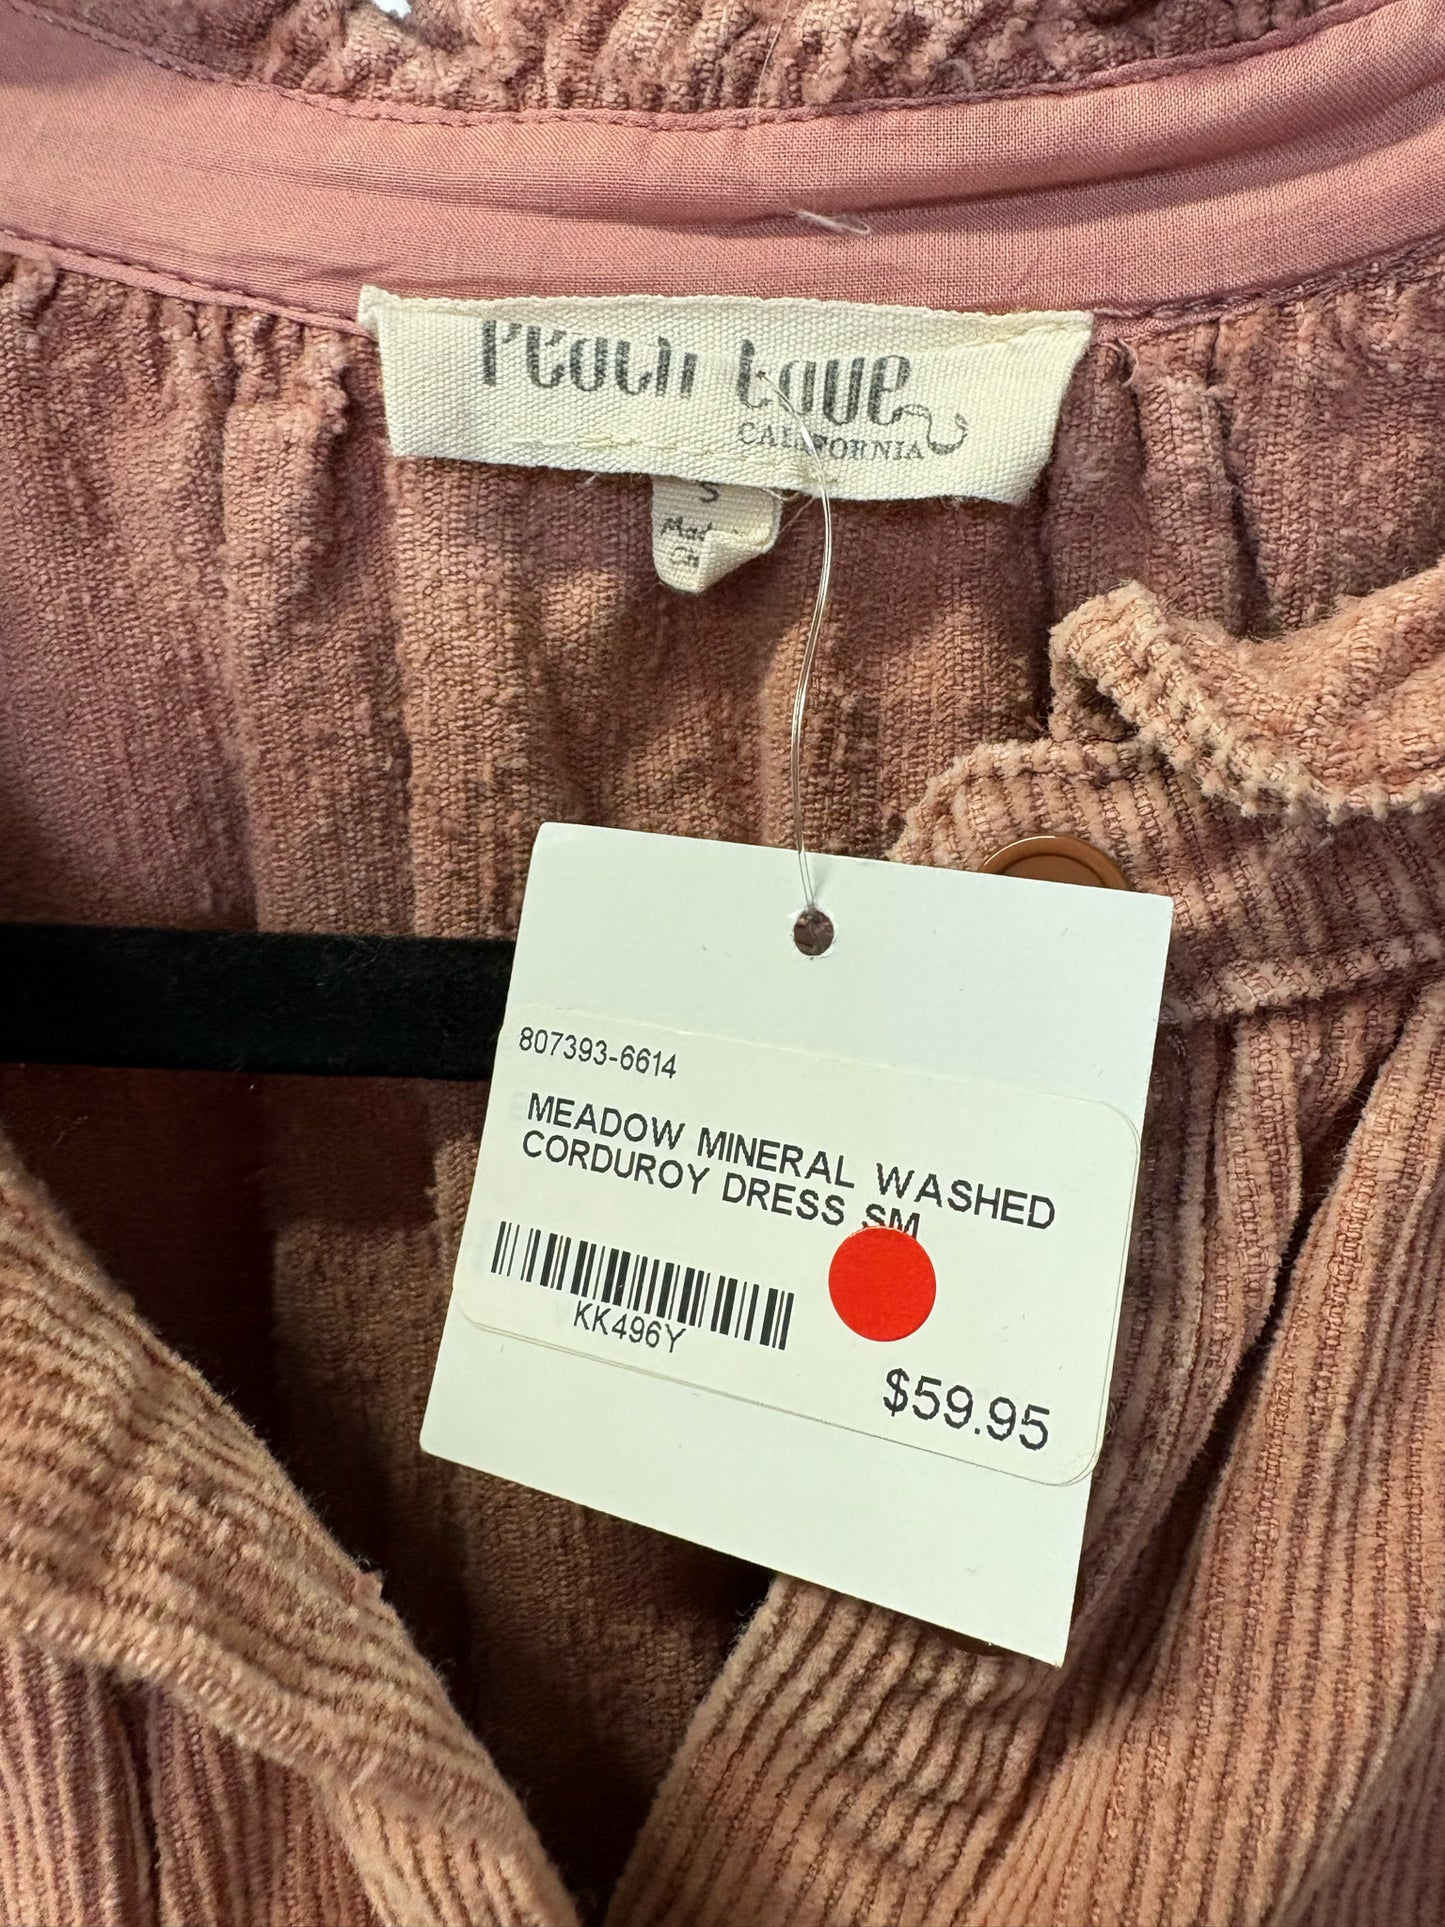 Peach Love
CALIFORNIA
S
807393-6614
MEADOW MINERAL WASHED
CORDUROY DRESS SM
KK496Y
$59.95